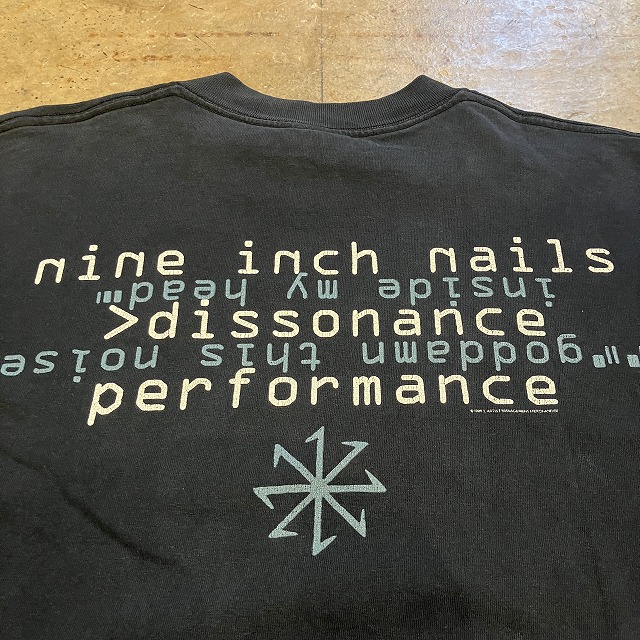 nine inch nails
inside my head"'
>dissonance
""goddamn this noise
performance